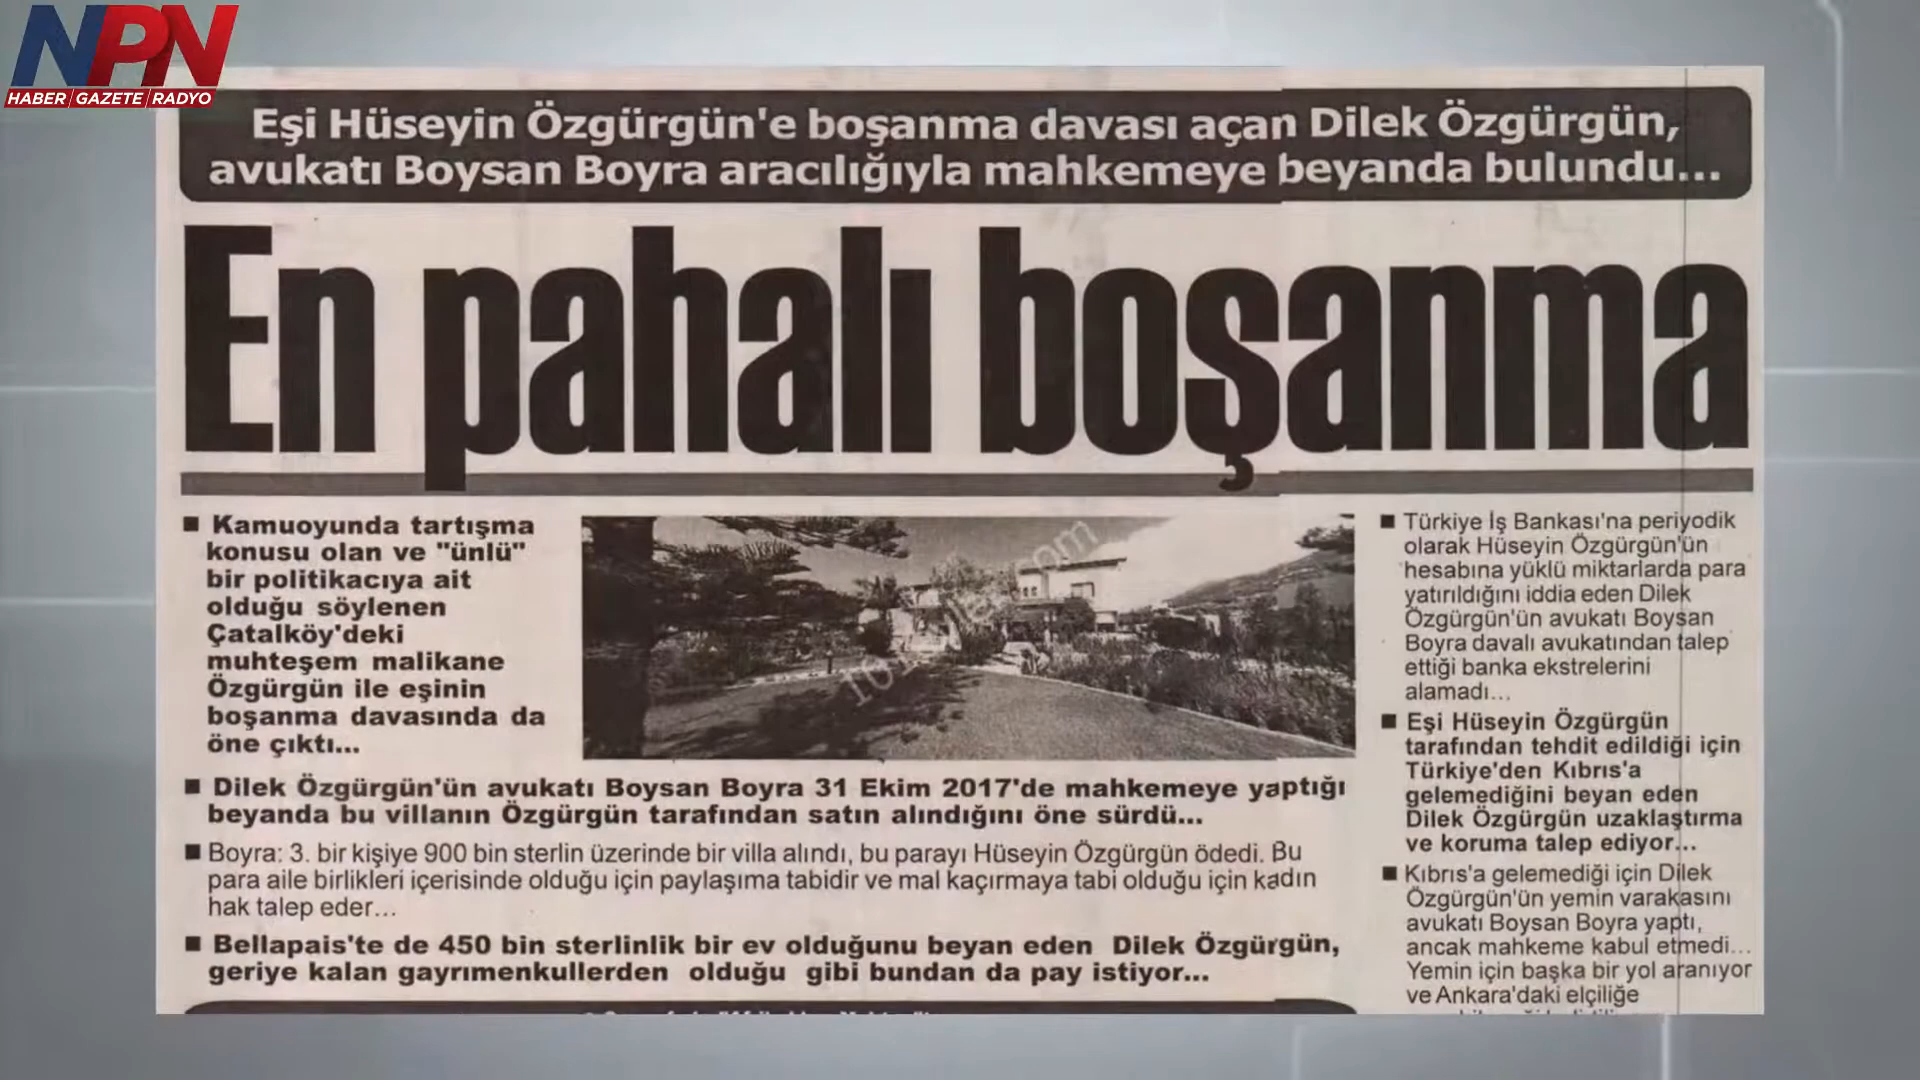 NPN
HABER GAZETE RADYO
Eşi Hüseyin Özgürgün'e boşanma davası açan Dilek Özgürgün,
avukatı Boysan Boyra aracılığıyla mahkemeye beyanda bulundu...
En pahalı boşanma
■ Kamuoyunda tartışma
konusu olan ve "ünlü"
bir politikacıya ait
olduğu söylenen
Çatalköy'deki
muhteşem malikane
Özgürgün ile eşinin
boşanma davasında da
öne çıktı...
■ Dilek Özgürgün'ün avukatı Boysan Boyra 31 Ekim 2017'de mahkemeye yaptığı
beyanda bu villanın Özgürgün tarafından satın alındığını öne sürdü...
■ Boyra: 3. bir kişiye 900 bin sterlin üzerinde bir villa alındı, bu parayı Hüseyin Özgürgün ödedi. Bu
para aile birlikleri içerisinde olduğu için paylaşıma tabidir ve mal kaçırmaya tabi olduğu için kadın
hak talep eder...
■ Bellapais'te de 450 bin sterlinlik bir ev olduğunu beyan eden Dilek Özgürgün,
geriye kalan gayrımenkullerden olduğu gibi bundan da pay istiyor...
■ Türkiye İş Bankası'na periyodik
olarak Hüseyin Özgürgün'ün
hesabına yüklü miktarlarda para
yatırıldığını iddia eden Dilek
Özgürgün'ün avukatı Boysan
Boyra davalı avukatından talep
ettiği banka ekstrelerini
alamadı...
■ Eşi Hüseyin Özgürgün
tarafından tehdit edildiği için
Türkiye'den Kıbrıs'a
gelemediğini beyan eden
Dilek Özgürgün uzaklaştırma
ve koruma talep ediyor...
■ Kıbrıs'a gelemediği için Dilek
Özgürgün'ün yemin varakasını
avukatı Boysan Boyra yaptı,
ancak mahkeme kabul etmedi...
Yemin için başka bir yol aranıyor
ve Ankara'daki elçiliğe